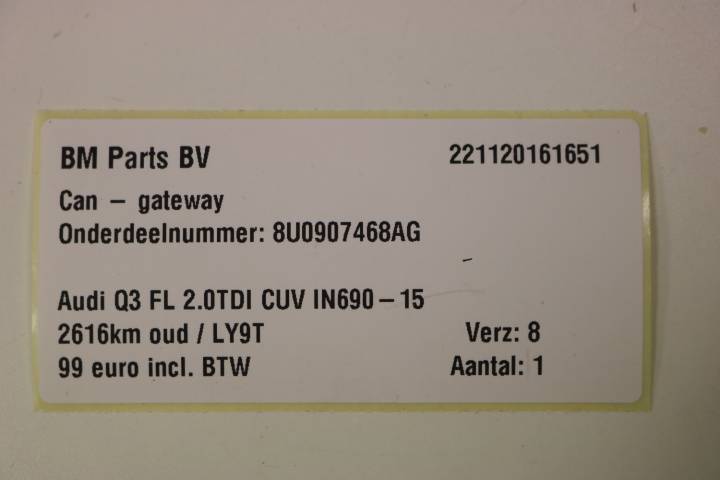 BM Parts BV 221120161651
Can – gateway
Onderdeelnummer: 8U0907468AG
Audi Q3 FL 2.0TDI CUV IN690–15
2616km oud / LY9T Verz: 8
99 euro incl. BTW Aantal: 1